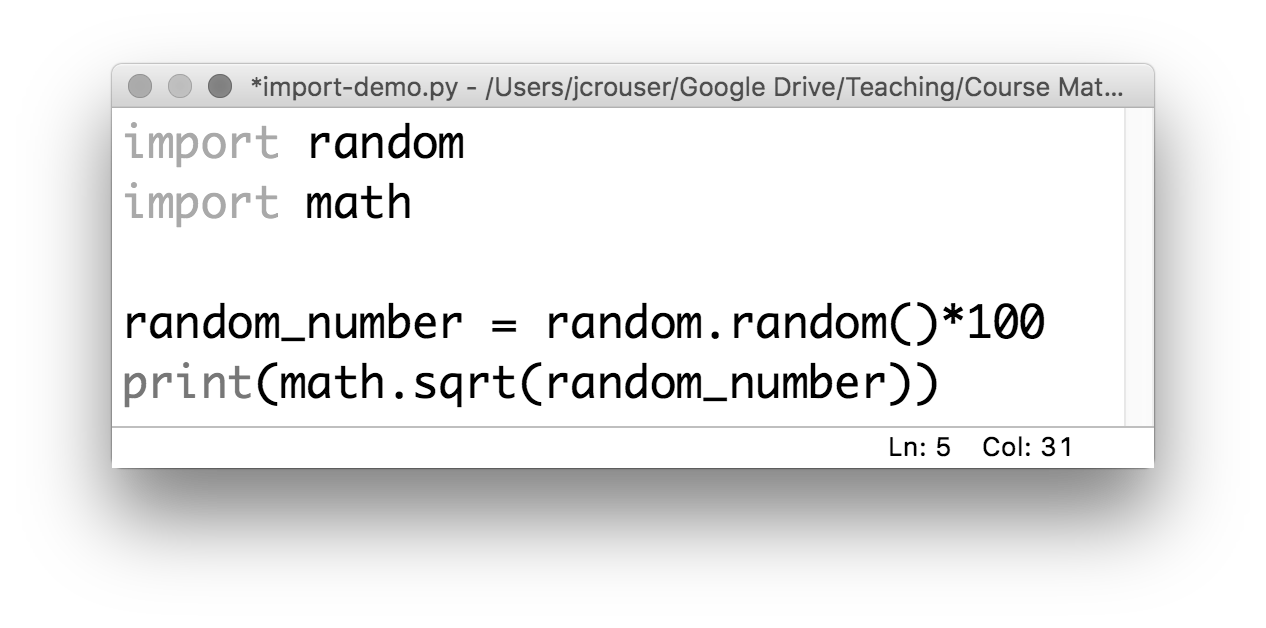 *import-demo.py - /Users/jcrouser/Google Drive/Teaching/Course Mat...
import random
import math
random_number = random.random()*100
print(math.sqrt(random_number))
Ln: 5 Col: 31